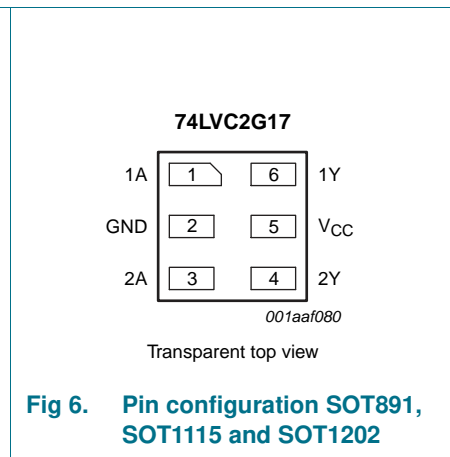 74LVC2G17
1A 1 6 1Y
GND 2 5 VCC
2A 3 4 2Y
001aaf080
Transparent top view
Fig 6. Pin configuration SOT891,
SOT1115 and SOT1202